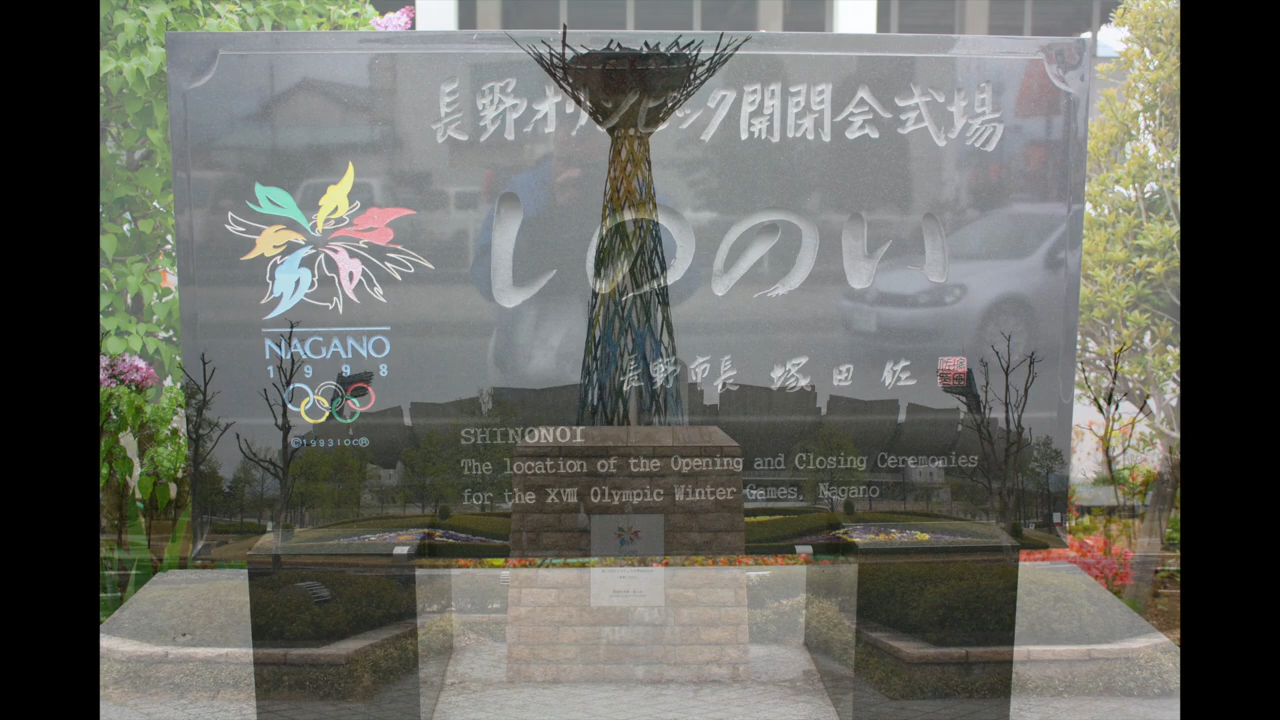 長野オリンピック開閉会式場
しののい
長野市長 塚田佐
NAGANO
1998
©1993IOC®
SHINONOI
The location of the Opening and Closing Ceremonies
for the XVIII Olympic Winter Games, Nagano